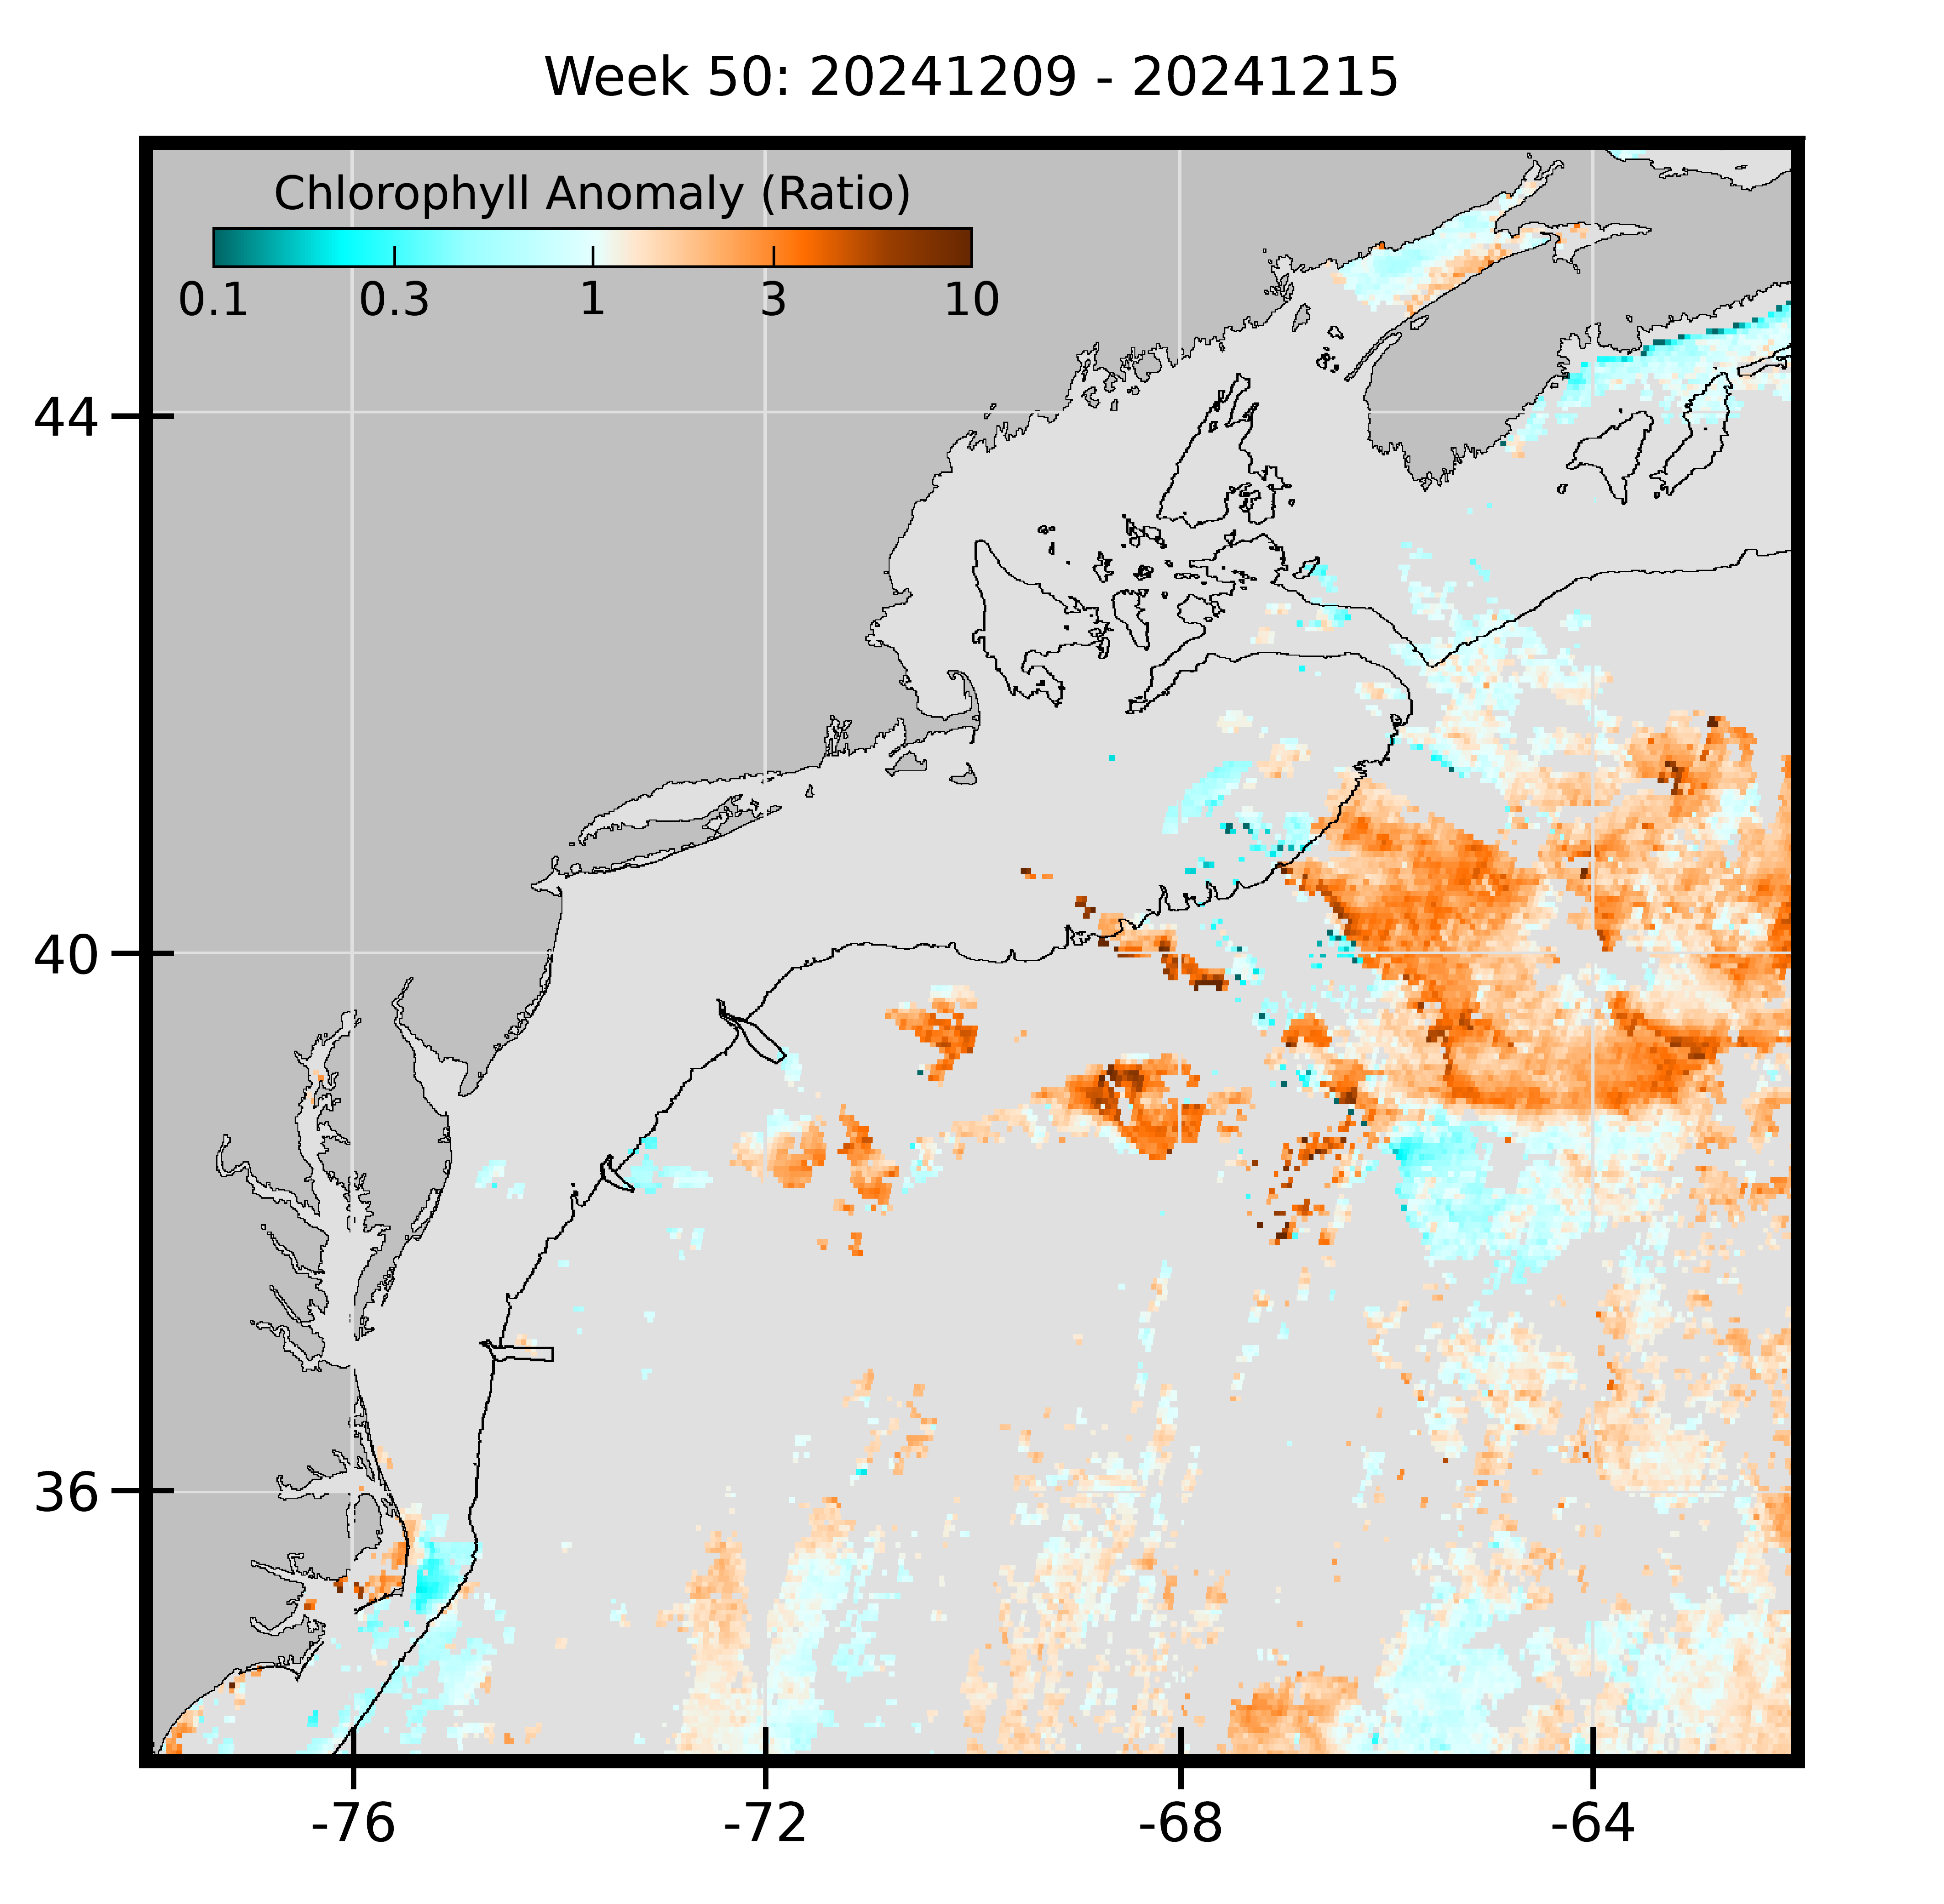 Week 50: 20241209 - 20241215
Chlorophyll Anomaly (Ratio)
0.1 0.3 1 3 10
44
40
36
-76 -72 -68 -64